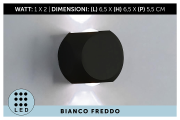 WATT: 1 X 2 | DIMENSIONI: (L) 6,5 X (H) 6,5 X (P) 5,5 CM
LED
BIANCO FREDDO